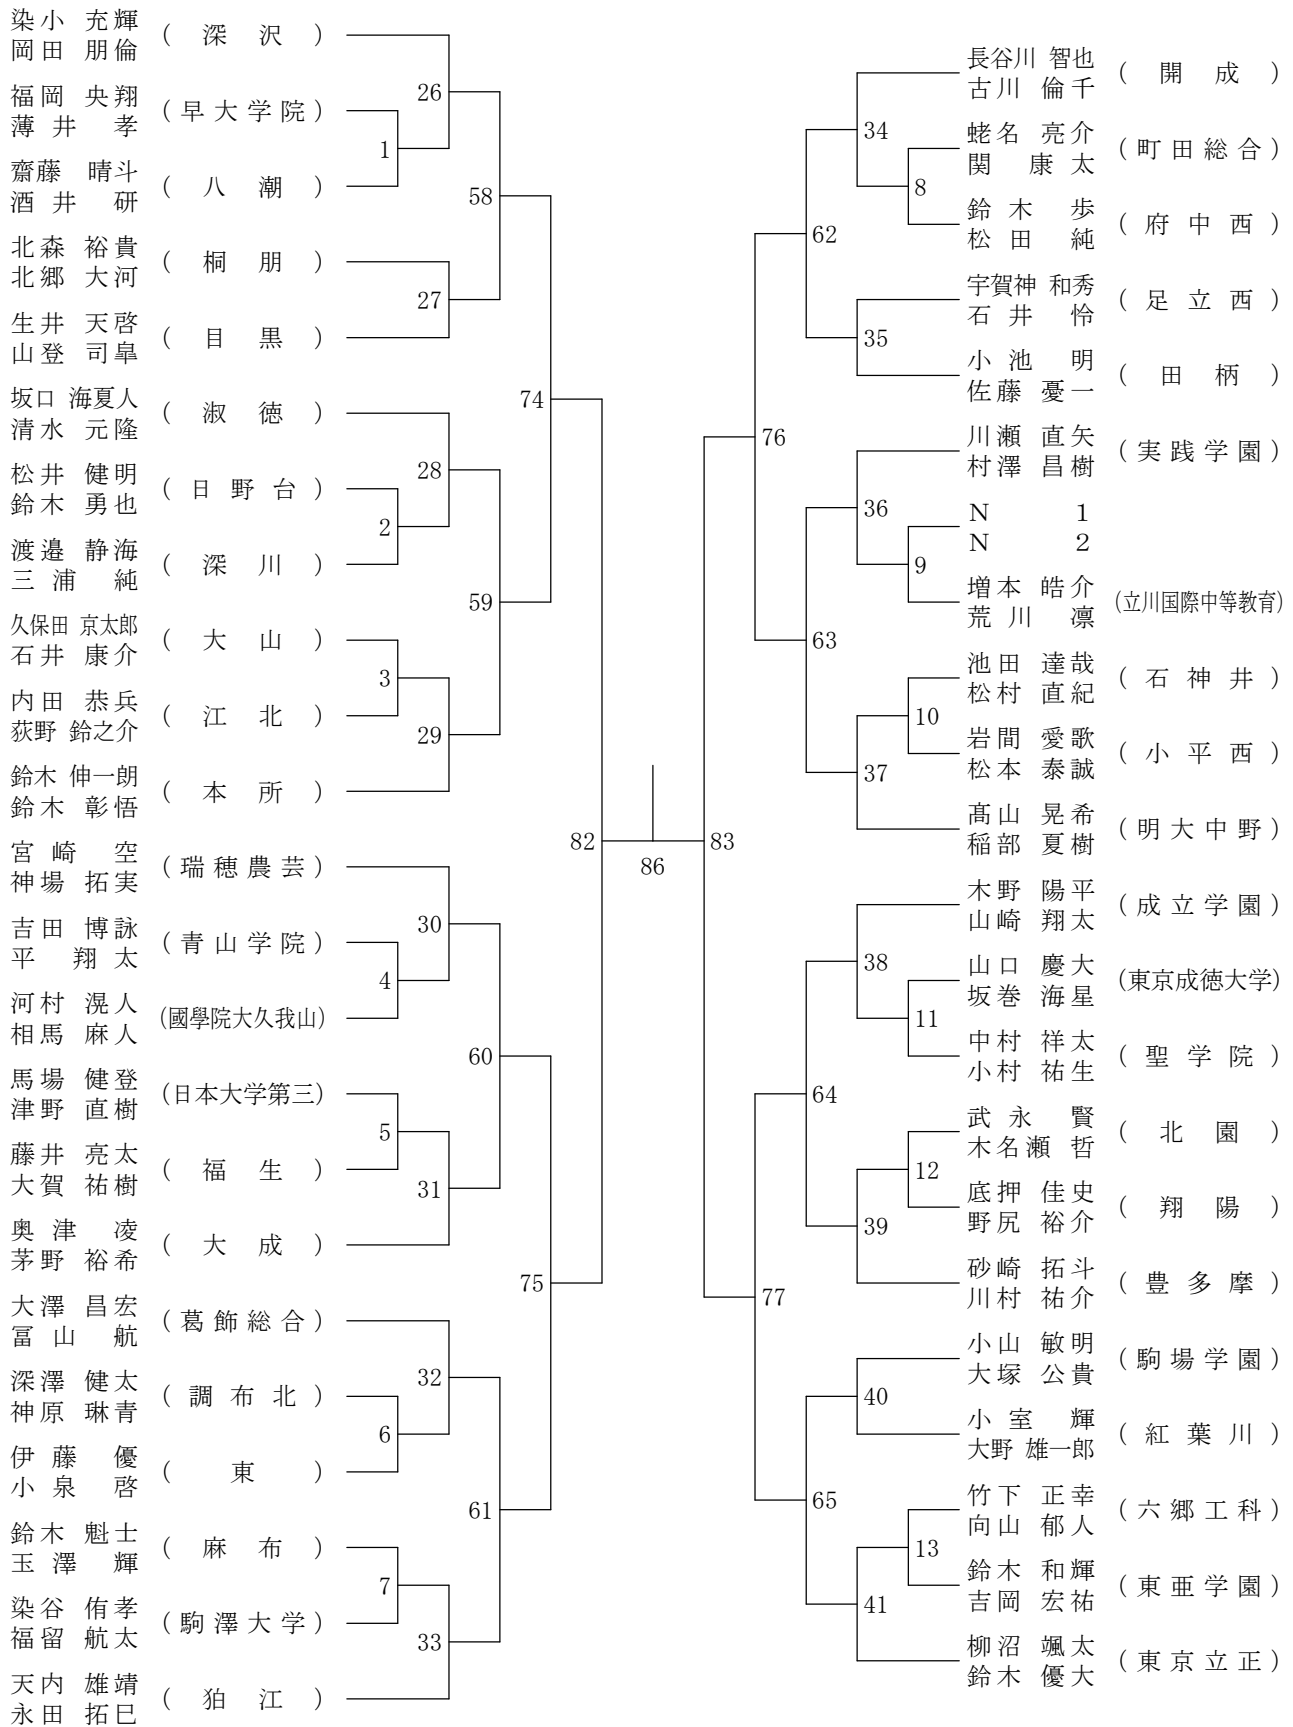 染小 充輝
岡田 朋倫
( 深 沢 )
福岡 央翔
薄井 孝
( 早大学院 )
1
26
齋藤 晴斗
酒井 研
( 八 潮 )
58
北森 裕貴
北郷 大河
( 桐 朋 )
27
生井 天啓
山登 司皐
( 目 黒 )
74
坂口 海夏人
清水 元隆
( 淑 徳 )
28
松井 健明
鈴木 勇也
( 日野台 )
2
渡邉 静海
三浦 純
( 深 川 )
59
久保田 京太郎
石井 康介
( 大 山 )
3
内田 恭兵
荻野 鈴之介
( 江 北 )
29
鈴木 伸一朗
鈴木 彰悟
( 本 所 )
82
宮崎 空
神場 拓実
( 瑞穂農芸 )
30
吉田 博詠
平 翔太
( 青山学院 )
4
河村 滉人
相馬 麻人
(國學院大久我山)
60
馬場 健登
津野 直樹
(日本大学第三)
5
藤井 亮太
大賀 祐樹
( 福 生 )
31
奥津 凌
茅野 裕希
( 大 成 )
75
大澤 昌宏
冨山 航
( 葛飾総合 )
32
深澤 健太
神原 琳青
( 調布北 )
6
伊藤 優
小泉 啓
( 東 )
61
鈴木 魁士
玉澤 輝
( 麻 布 )
7
染谷 侑孝
福留 航太
( 駒澤大学 )
33
天内 雄靖
永田 拓巳
( 狛 江 )
86
長谷川 智也
古川 倫千
( 開 成 )
34
蛯名 亮介
関 康太
( 町田総合 )
8
鈴木 歩
松田 純
( 府中西 )
62
宇賀神 和秀
石井 怜
( 足立西 )
35
小池 明
佐藤 憂一
( 田 柄 )
76
川瀬 直矢
村澤 昌樹
( 実践学園 )
36
N 1
N 2
9
増本 皓介
荒川 凛
(立川国際中等教育)
63
池田 達哉
松村 直紀
( 石神井 )
10
岩間 愛歌
松本 泰誠
( 小平西 )
37
髙山 晃希
稲部 夏樹
( 明大中野 )
83
木野 陽平
山崎 翔太
( 成立学園 )
38
山口 慶大
坂巻 海星
(東京成徳大学)
11
中村 祥太
小村 祐生
( 聖学院 )
64
武永 賢
木名瀬 哲
( 北 園 )
12
底押 佳史
野尻 裕介
( 翔 陽 )
39
砂崎 拓斗
川村 祐介
( 豊多摩 )
77
小山 敏明
大塚 公貴
( 駒場学園 )
40
小室 輝
大野 雄一郎
( 紅葉川 )
65
竹下 正幸
向山 郁人
( 六郷工科 )
13
鈴木 和輝
吉岡 宏祐
( 東亜学園 )
41
柳沼 颯太
鈴木 優大
( 東京立正 )